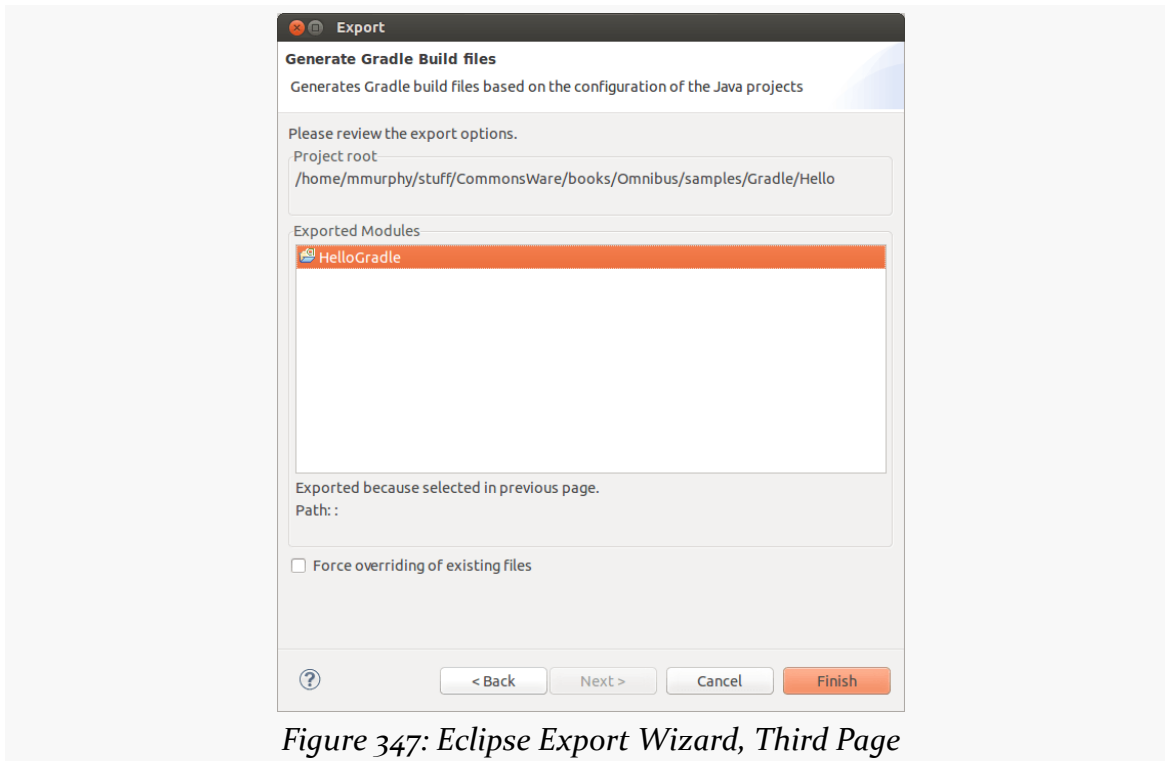 Export
Generate Gradle Build files
Generates Gradle build files based on the configuration of the Java projects
Please review the export options.
Project root
/home/mmurphy/stuff/CommonsWare/books/Omnibus/samples/Gradle/Hello
Exported Modules
HelloGradle
Exported because selected in previous page.
Path: :
Force overriding of existing files
< Back Next > Cancel Finish
Figure 347: Eclipse Export Wizard, Third Page